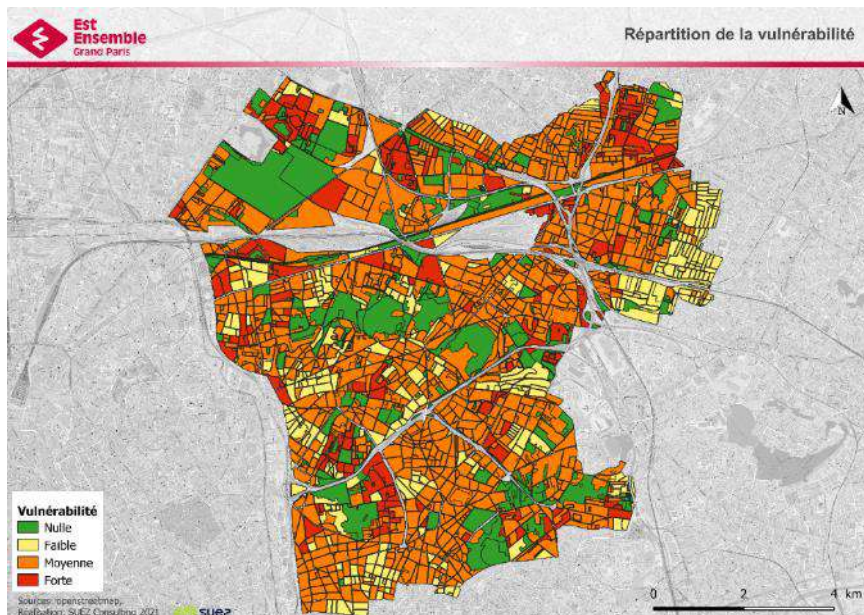 Est
Ensemble
Grand Paris
Répartition de la vulnérabilité
N
Vulnérabilité
Nulle
Faible
Moyenne
Forte
Sources: openstreetmap,
Réalisation, SUEZ Consulting 2021
suez
0 2 4 km